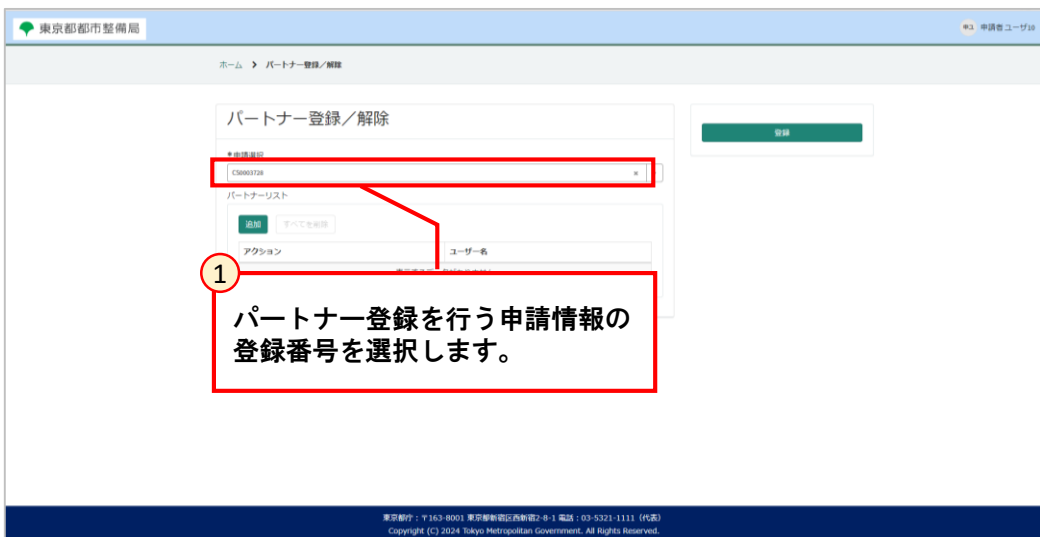 東京都都市整備局
申ユ 申請者ユーザ10
ホーム > パートナー登録／解除
パートナー登録／解除
登録
*申請選択
CS0003728 ×
パートナーリスト
追加 すべてを削除
アクション ユーザー名
1
パートナー登録を行う申請情報の
登録番号を選択します。
東京都庁：〒163-8001 東京都新宿区西新宿2-8-1 電話：03-5321-1111（代表）
Copyright (C) 2024 Tokyo Metropolitan Government. All Rights Reserved.